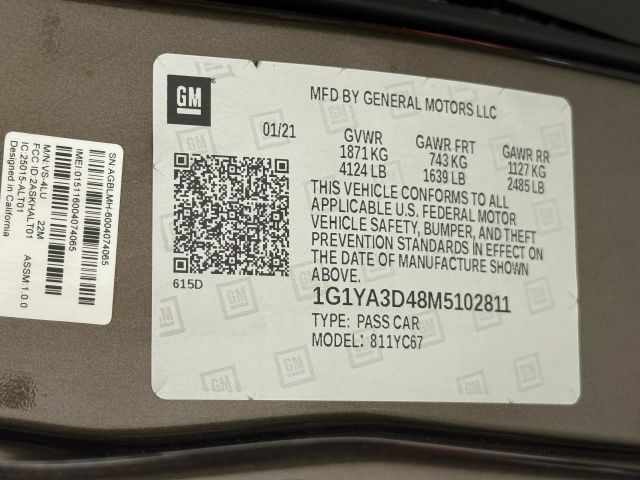 GM
MFD BY GENERAL MOTORS LLC
01/21
GVWR
1871 KG
4124 LB
GAWR FRT
743 KG
1639 LB
GAWR RR
1127 KG
2485 LB
THIS VEHICLE CONFORMS TO ALL
APPLICABLE U.S. FEDERAL MOTOR
VEHICLE SAFETY, BUMPER, AND THEFT
PREVENTION STANDARDS IN EFFECT ON
THE DATE OF MANUFACTURE SHOWN
ABOVE.
615D
1G1YA3D48M5102811
TYPE: PASS CAR
MODEL: 811YC67
SN:AGBLMH-6004074065
IMEI:015116004074065
M/N:VS-4LU 22M
FCC ID:2ASKHALT01
IC:25015-ALT01 ASSM:1.0.0
Designed in California